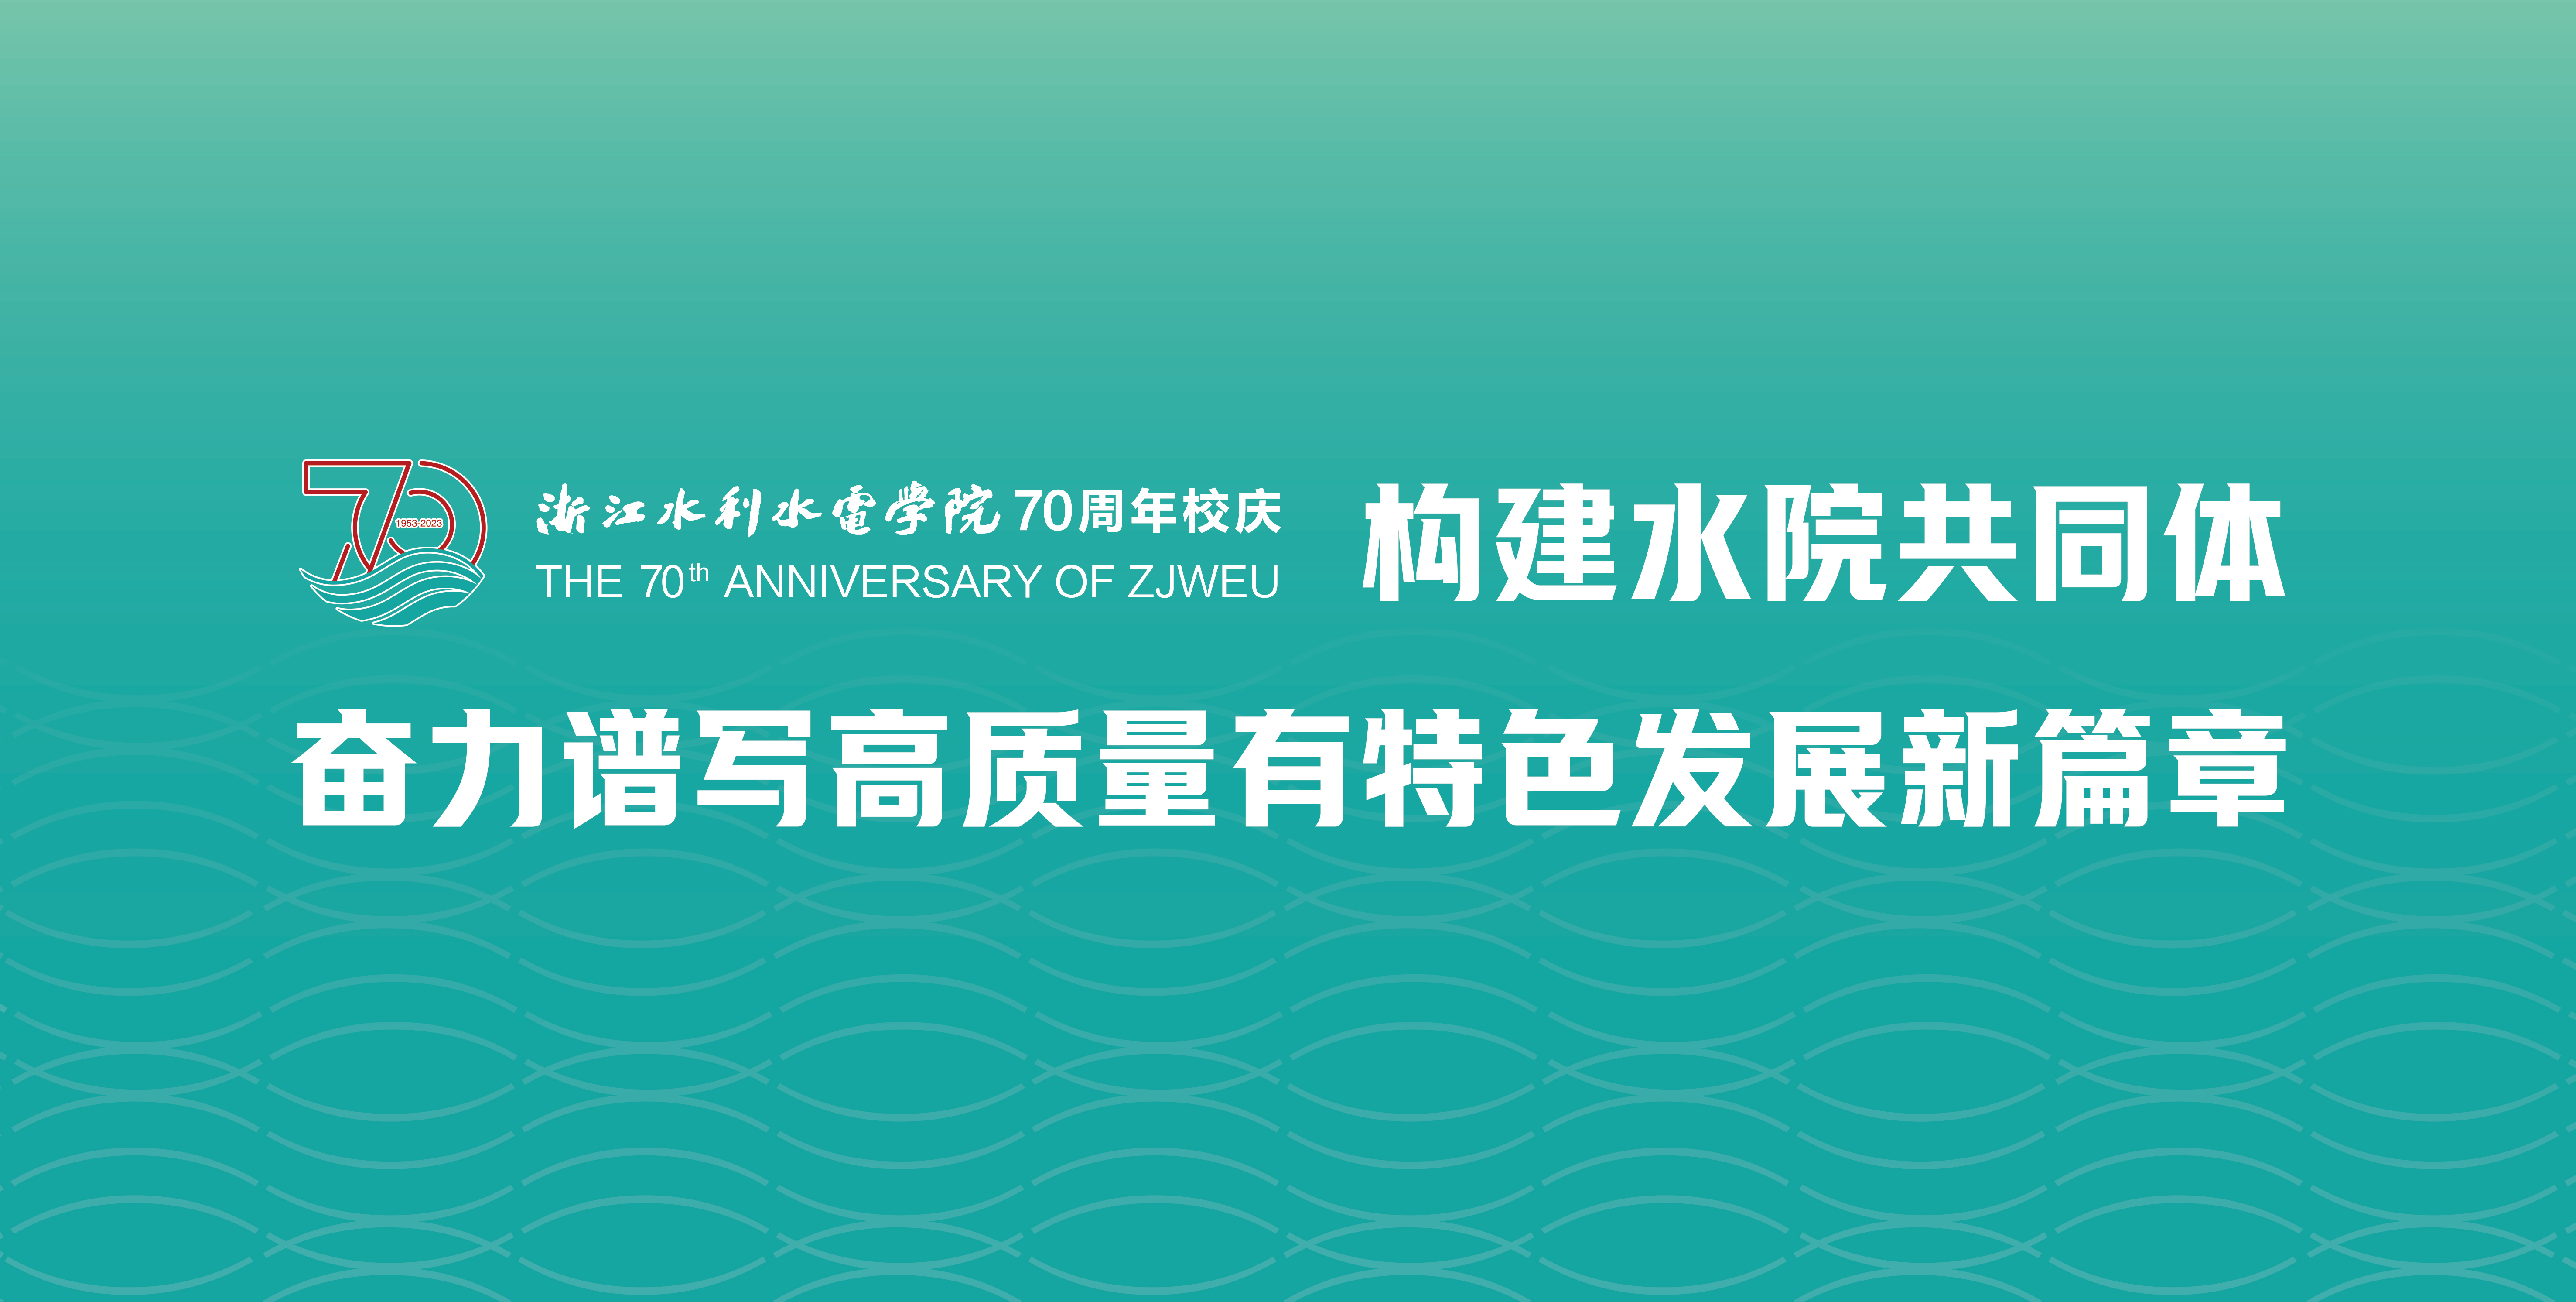 70
1953-2023
浙江水利水電學院70周年校庆
THE 70th ANNIVERSARY OF ZJWEU
构建水院共同体
奋力谱写高质量有特色发展新篇章